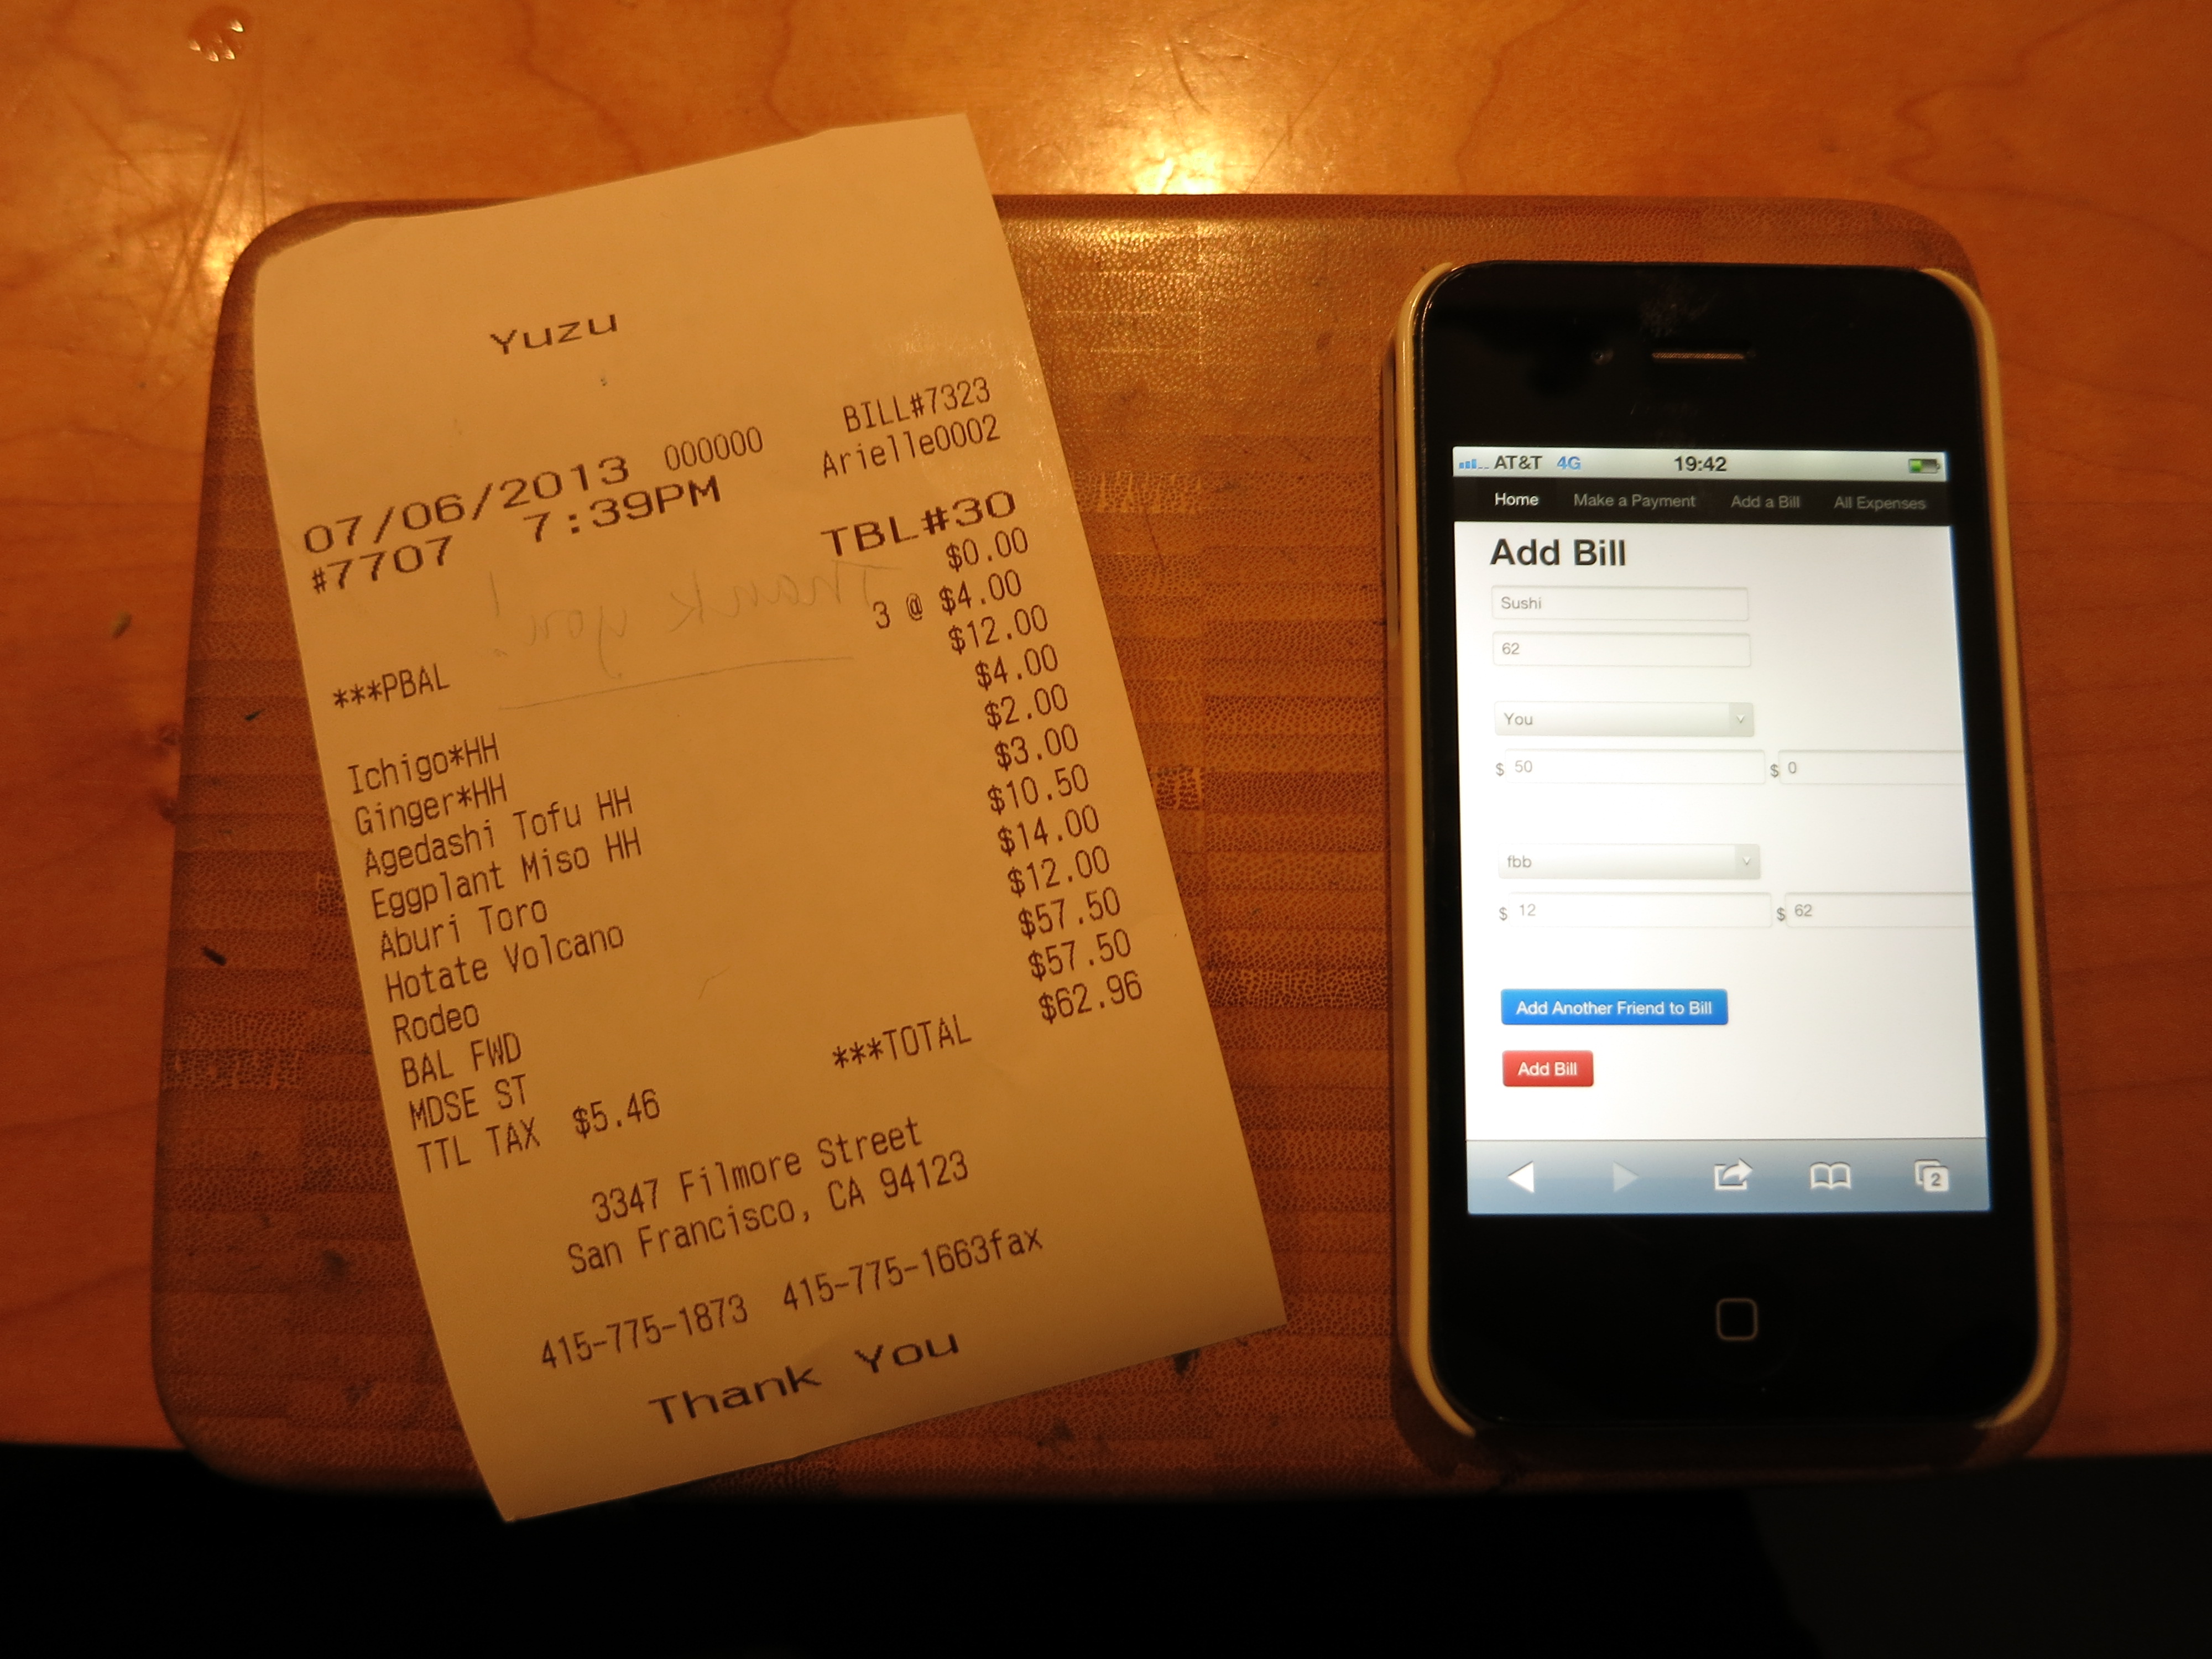 Yuzu
07/06/2013 000000 BILL#7323
#7707 7:39PM Arielle0002
TBL#30
Thank you!
***PBAL $0.00
3 @ $4.00
Ichigo*HH $12.00
Ginger*HH $4.00
Agedashi Tofu HH $2.00
Eggplant Miso HH $3.00
Aburi Toro $10.50
Hotate Volcano $14.00
Rodeo $12.00
BAL FWD $57.50
MDSE ST $57.50
TTL TAX $5.46 ***TOTAL $62.96
3347 Filmore Street
San Francisco, CA 94123
415-775-1873 415-775-1663fax
Thank You
AT&T 4G 19:42
Home Make a Payment Add a Bill All Expenses
Add Bill
Sushi
62
You
$ 50 $ 0
fbb
$ 12 $ 62
Add Another Friend to Bill
Add Bill
2